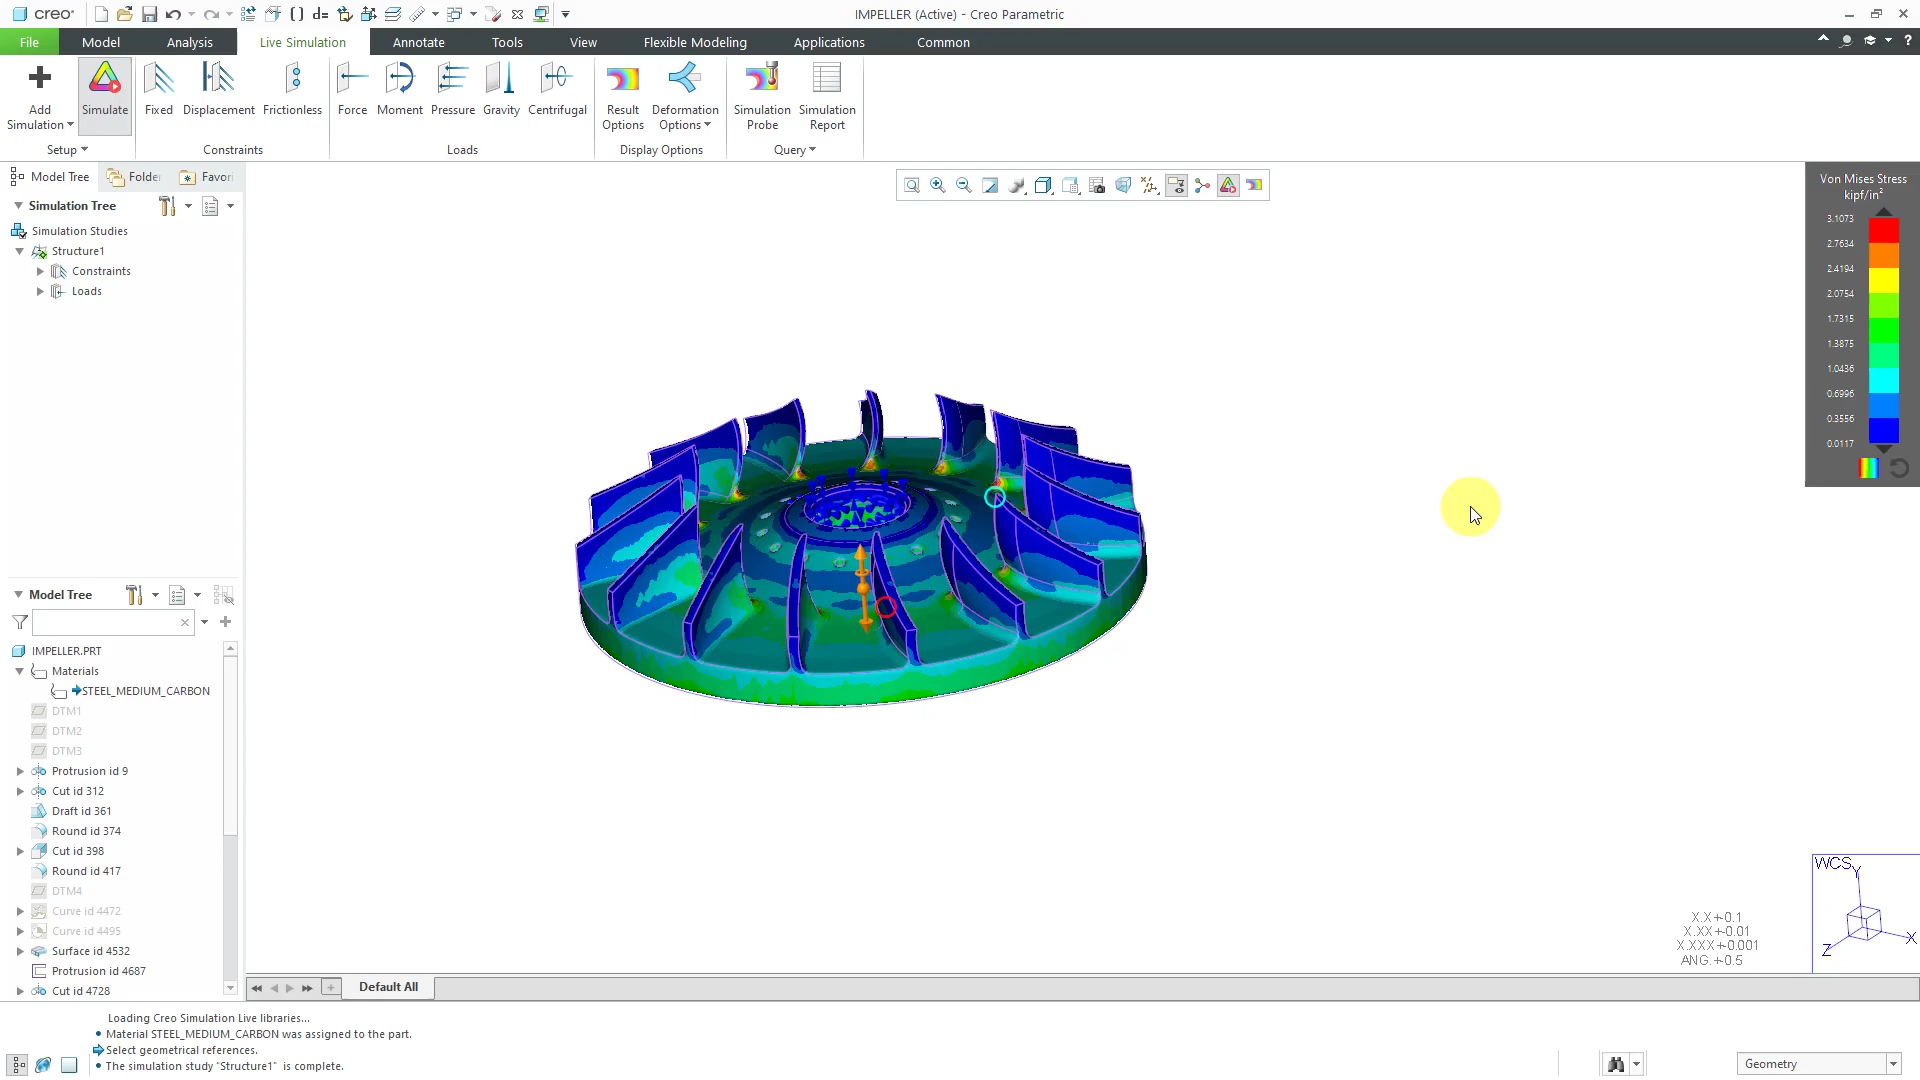 creo
IMPELLER (Active) - Creo Parametric
File
Model
Analysis
Live Simulation
Annotate
Tools
View
Flexible Modeling
Applications
Common
Add
Simulation
Simulate
Fixed
Displacement
Frictionless
Force
Moment
Pressure
Gravity
Centrifugal
Result
Options
Deformation
Options
Simulation
Probe
Simulation
Report
Setup
Constraints
Loads
Display Options
Query
Model Tree
Folder
Favori
Simulation Tree
Simulation Studies
Structure1
Constraints
Loads
Von Mises Stress
kipf/in²
3.1073
2.7634
2.4194
2.0754
1.7315
1.3875
1.0436
0.6996
0.3556
0.0117
Model Tree
IMPELLER.PRT
Materials
STEEL_MEDIUM_CARBON
DTM1
DTM2
DTM3
Protrusion id 9
Cut id 312
Draft id 361
Round id 374
Cut id 398
Round id 417
DTM4
Curve id 4472
Curve id 4495
Surface id 4532
Protrusion id 4687
Cut id 4728
WCS
Y
X
Z
X.X+-0.1
X.XX+-0.01
X.XXX+-0.001
ANG.+-0.5
Default All
Loading Creo Simulation Live libraries...
• Material STEEL_MEDIUM_CARBON was assigned to the part.
Select geometrical references.
• The simulation study "Structure1" is complete.
Geometry